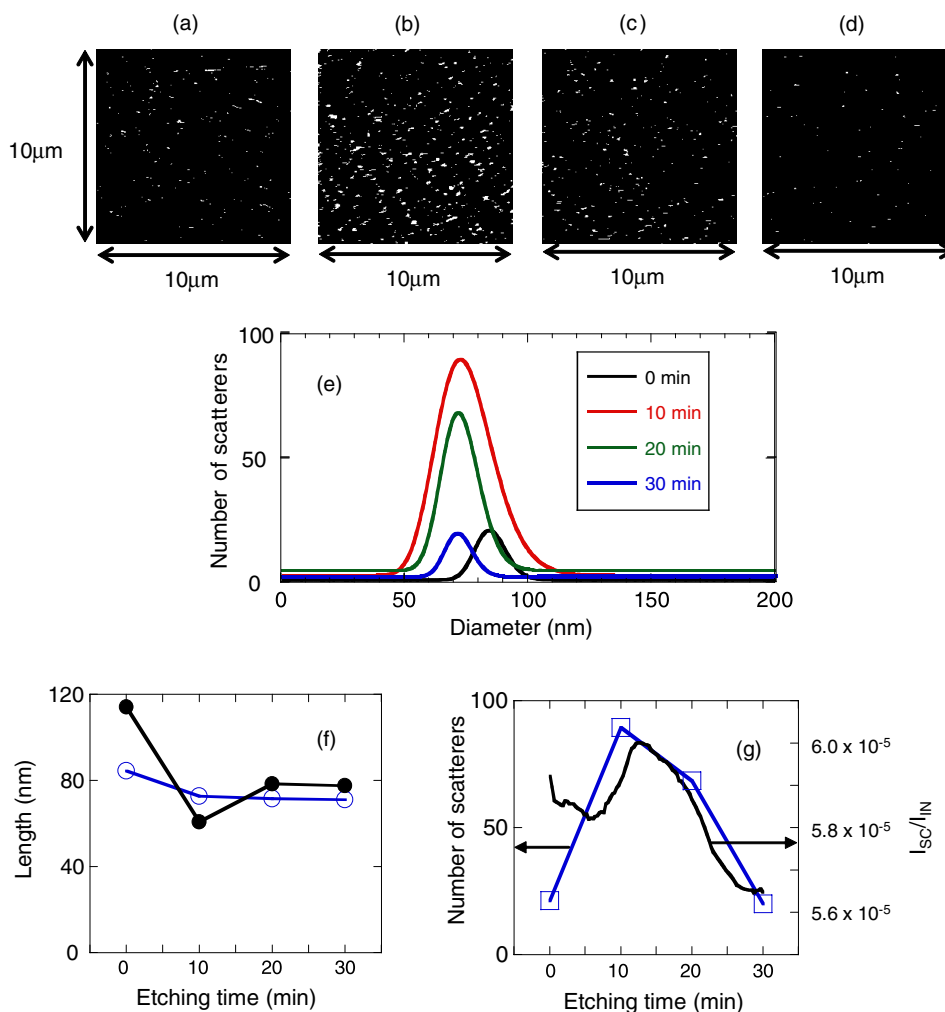 (a) (b) (c) (d)
10μm
10μm 10μm 10μm 10μm
100
50
0
Number of scatterers
(e)
0 min
10 min
20 min
30 min
0 50 100 150 200
Diameter (nm)
120
80
40
0
Length (nm)
(f)
0 10 20 30
Etching time (min)
100
50
0
Number of scatterers
(g)
6.0 x 10-5
5.8 x 10-5
5.6 x 10-5
ISC/IIN
0 10 20 30
Etching time (min)